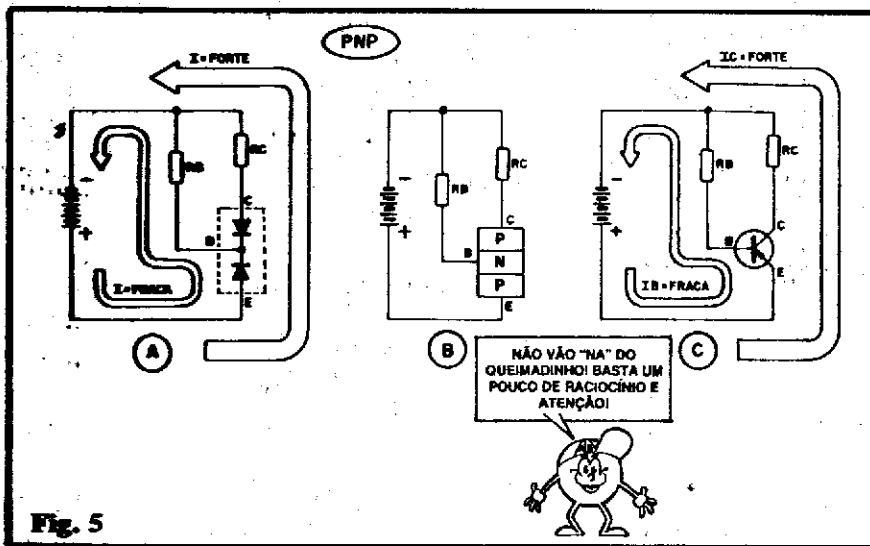 PNP
I = FORTE
RB
RC
-
+
C
B
E
I = FRACA
A
RB
RC
-
+
C
B
P
N
P
E
B
IC = FORTE
RB
RC
-
+
B
C
E
IB = FRACA
C
NÃO VÃO "NA" DO
QUEIMADINHO! BASTA UM
POUCO DE RACIOCÍNIO E
ATENÇÃO!
Fig. 5